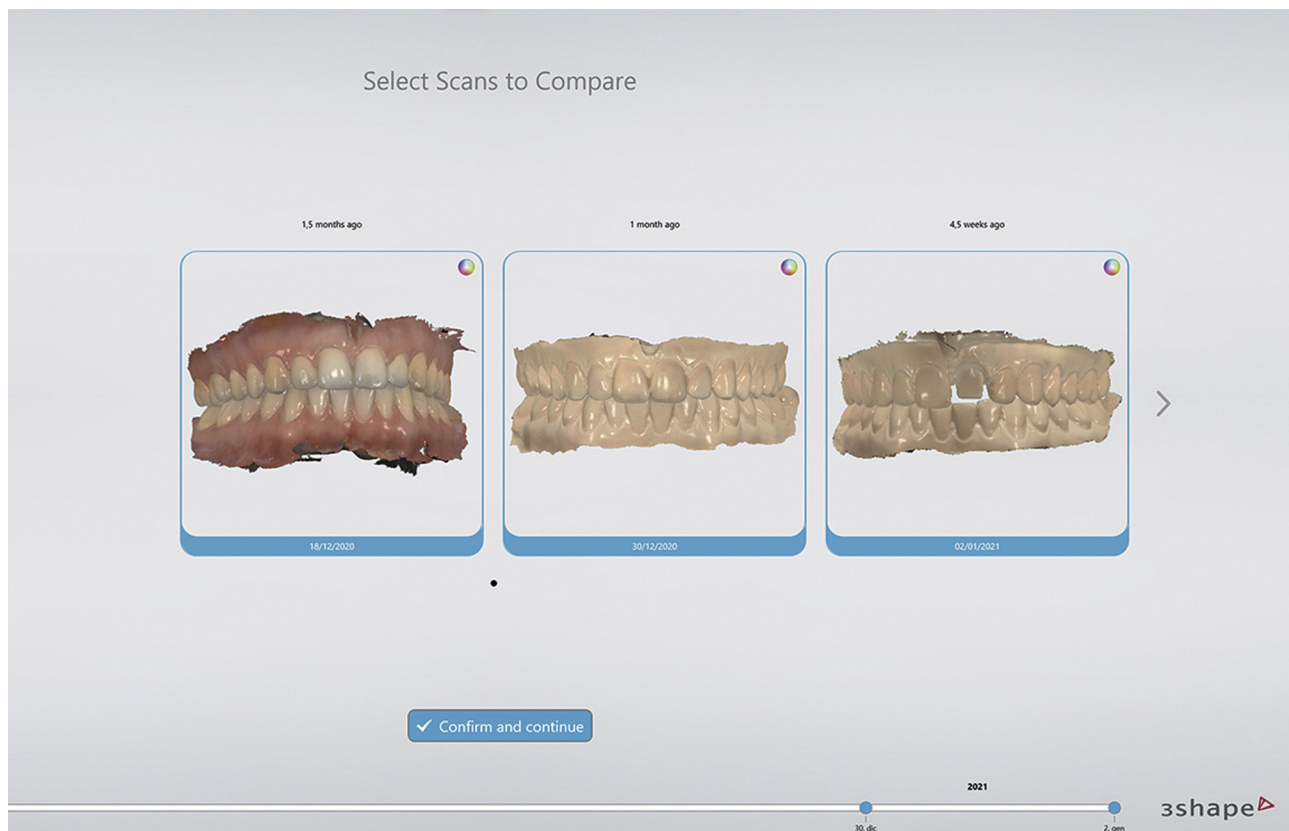 Select Scans to Compare
1,5 months ago
1 month ago
4,5 weeks ago
18/12/2020
30/12/2020
02/01/2021
Confirm and continue
2021
30. dic
2. gen
3shape